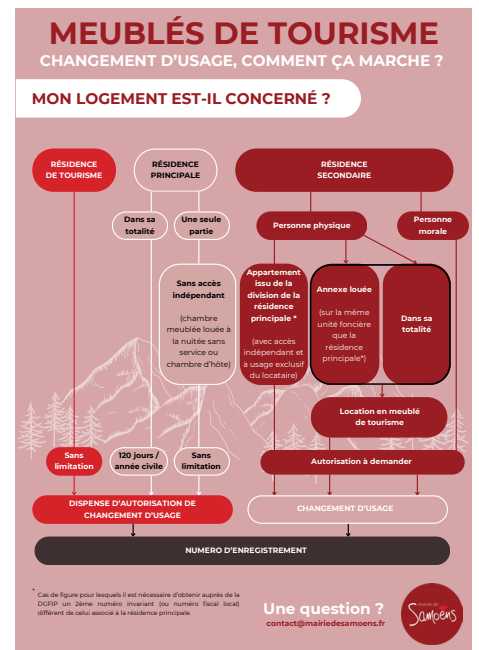 MEUBLÉS DE TOURISME
CHANGEMENT D'USAGE, COMMENT ÇA MARCHE ?
MON LOGEMENT EST-IL CONCERNÉ ?
RÉSIDENCE
DE TOURISME
RÉSIDENCE
PRINCIPALE
RÉSIDENCE
SECONDAIRE
Dans sa
totalité
Une seule
partie
Personne physique
Personne
morale
Sans accès
indépendant
(chambre
meublée louée à
la nuitée sans
service ou
chambre d'hôte)
Appartement
issu de la
division de la
résidence
principale *
(avec accès
indépendant et
à usage exclusif
du locataire)
Annexe louée
(sur la même
unité foncière
que la
résidence
principale*)
Dans sa
totalité
Location en meublé
de tourisme
Sans
limitation
120 jours /
année civile
Sans
limitation
Autorisation à demander
DISPENSE D'AUTORISATION DE
CHANGEMENT D'USAGE
CHANGEMENT D'USAGE
NUMERO D'ENREGISTREMENT
* Cas de figure pour lesquels il est nécessaire d'obtenir auprès de la
DGFIP un 2ème numéro invariant (ou numéro fiscal local)
différent de celui associé à la résidence principale.
Une question ?
contact@mairiedesamoens.fr
mairie de
Samoëns